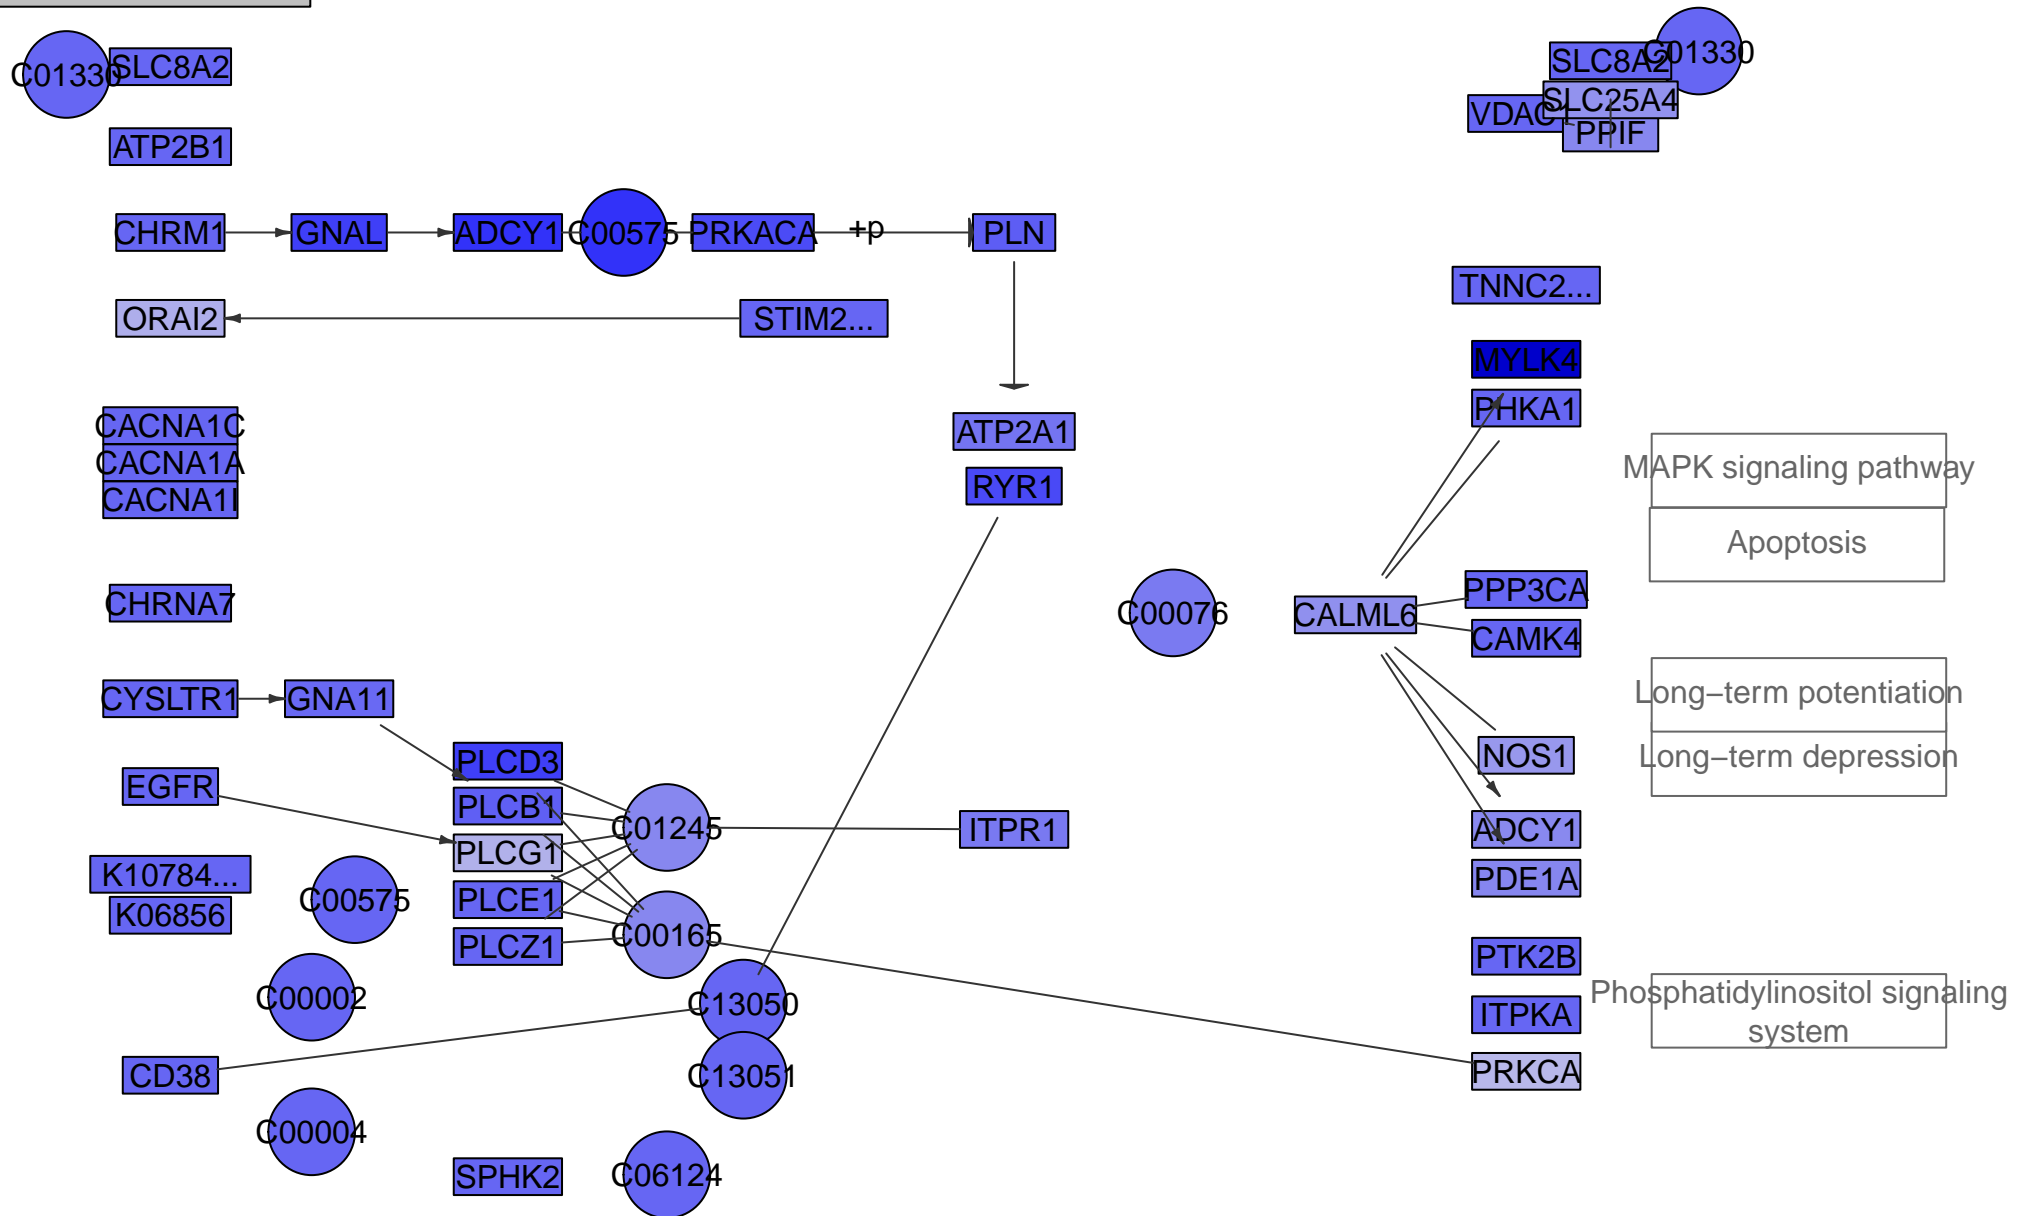 C01330
SLC8A2
SLC8A2
C01330
SLC25A4
VDAC1
PPIF
ATP2B1
CHRM1
GNAL
ADCY1
C00575
PRKACA
+p
PLN
TNNC2...
ORAI2
STIM2...
MYLK4
PHKA1
CACNA1C
CACNA1A
CACNA1I
ATP2A1
RYR1
MAPK signaling pathway
Apoptosis
CHRNA7
C00076
CALML6
PPP3CA
CAMK4
CYSLTR1
GNA11
Long−term potentiation
Long−term depression
NOS1
PLCD3
EGFR
PLCB1
C01245
ITPR1
ADCY1
PLCG1
K10784...
PDE1A
C00575
PLCE1
K06856
C00165
PLCZ1
PTK2B
C00002
C13050
ITPKA
Phosphatidylinositol signaling
system
CD38
C13051
PRKCA
C00004
SPHK2
C06124